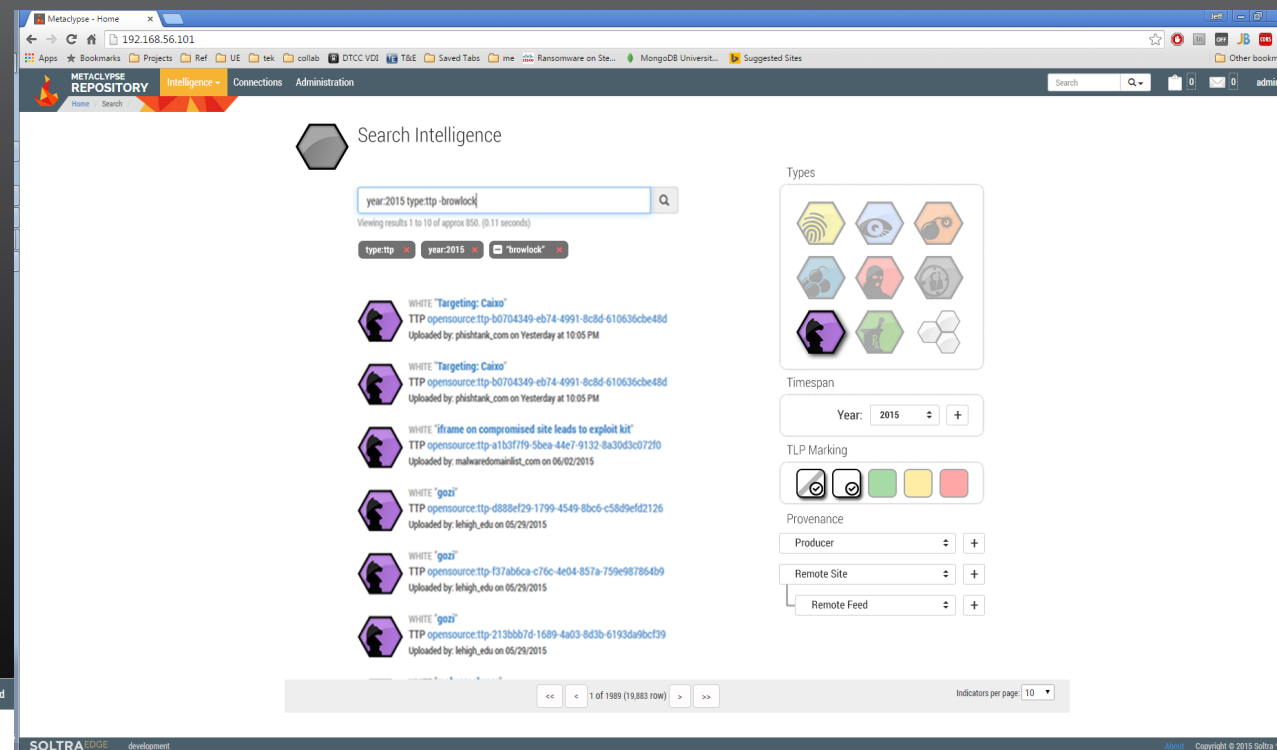 Metaclypse - Home
Jeff
192.168.56.101
Apps Bookmarks Projects Ref UE tek collab DTCC VDI T&E Saved Tabs me Ransomware on Ste... MongoDB Universit... Suggested Sites Other bookm
METACLYPSE
REPOSITORY
Intelligence Connections Administration
Search
0
0
admin
Home / Search /
Search Intelligence
year:2015 type:ttp -browlock
Viewing results 1 to 10 of approx 850. (0.11 seconds)
type:ttp × year:2015 × "browlock" ×
WHITE "Targeting: Caixo"
TTP opensource:ttp-b0704349-eb74-4991-8c8d-610636cbe48d
Uploaded by: phishtank_com on Yesterday at 10:05 PM
WHITE "Targeting: Caixo"
TTP opensource:ttp-b0704349-eb74-4991-8c8d-610636cbe48d
Uploaded by: phishtank_com on Yesterday at 10:05 PM
WHITE "iframe on compromised site leads to exploit kit"
TTP opensource:ttp-a1b3f7f9-5bea-44e7-9132-8a30d3c072f0
Uploaded by: malwaredomainlist_com on 06/02/2015
WHITE "gozi"
TTP opensource:ttp-d888ef29-1799-4549-8bc6-c58d9efd2126
Uploaded by: lehigh_edu on 05/29/2015
WHITE "gozi"
TTP opensource:ttp-f37ab6ca-c76c-4e04-857a-759e987864b9
Uploaded by: lehigh_edu on 05/29/2015
WHITE "gozi"
TTP opensource:ttp-213bbb7d-1689-4a03-8d3b-6193da9bcf39
Uploaded by: lehigh_edu on 05/29/2015
Types
Timespan
Year: 2015 +
TLP Marking
Provenance
Producer +
Remote Site +
Remote Feed +
<< < 1 of 1989 (19,883 row) > >>
Indicators per page: 10
SOLTRAEDGE development
About Copyright © 2015 Soltra